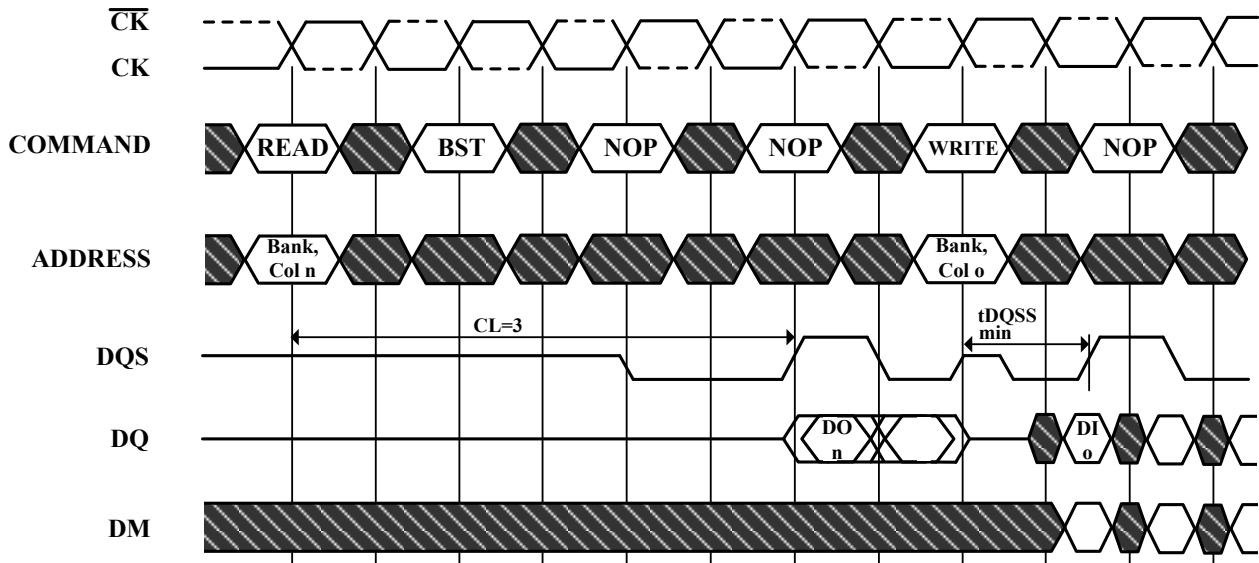 CK
CK
COMMAND
READ
BST
NOP
NOP
WRITE
NOP
ADDRESS
Bank,
Col n
Bank,
Col o
CL=3
tDQSS
min
DQS
DQ
DO
n
DI
o
DM